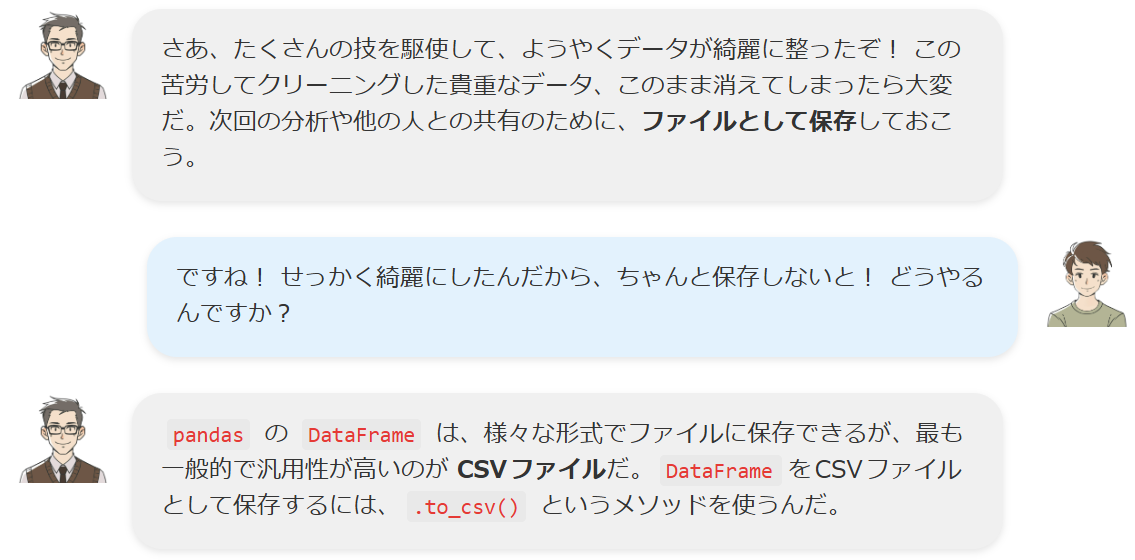 さあ、たくさんの技を駆使して、ようやくデータが綺麗に整ったぞ！ この
苦労してクリーニングした貴重なデータ、このまま消えてしまったら大変
だ。次回の分析や他の人との共有のために、ファイルとして保存しておこ
う。
ですね！ せっかく綺麗にしたんだから、ちゃんと保存しないと！ どうやる
んですか？
pandas の DataFrame は、様々な形式でファイルに保存できるが、最も
一般的で汎用性が高いのが CSVファイルだ。 DataFrame をCSVファイル
として保存するには、 .to_csv() というメソッドを使うんだ。